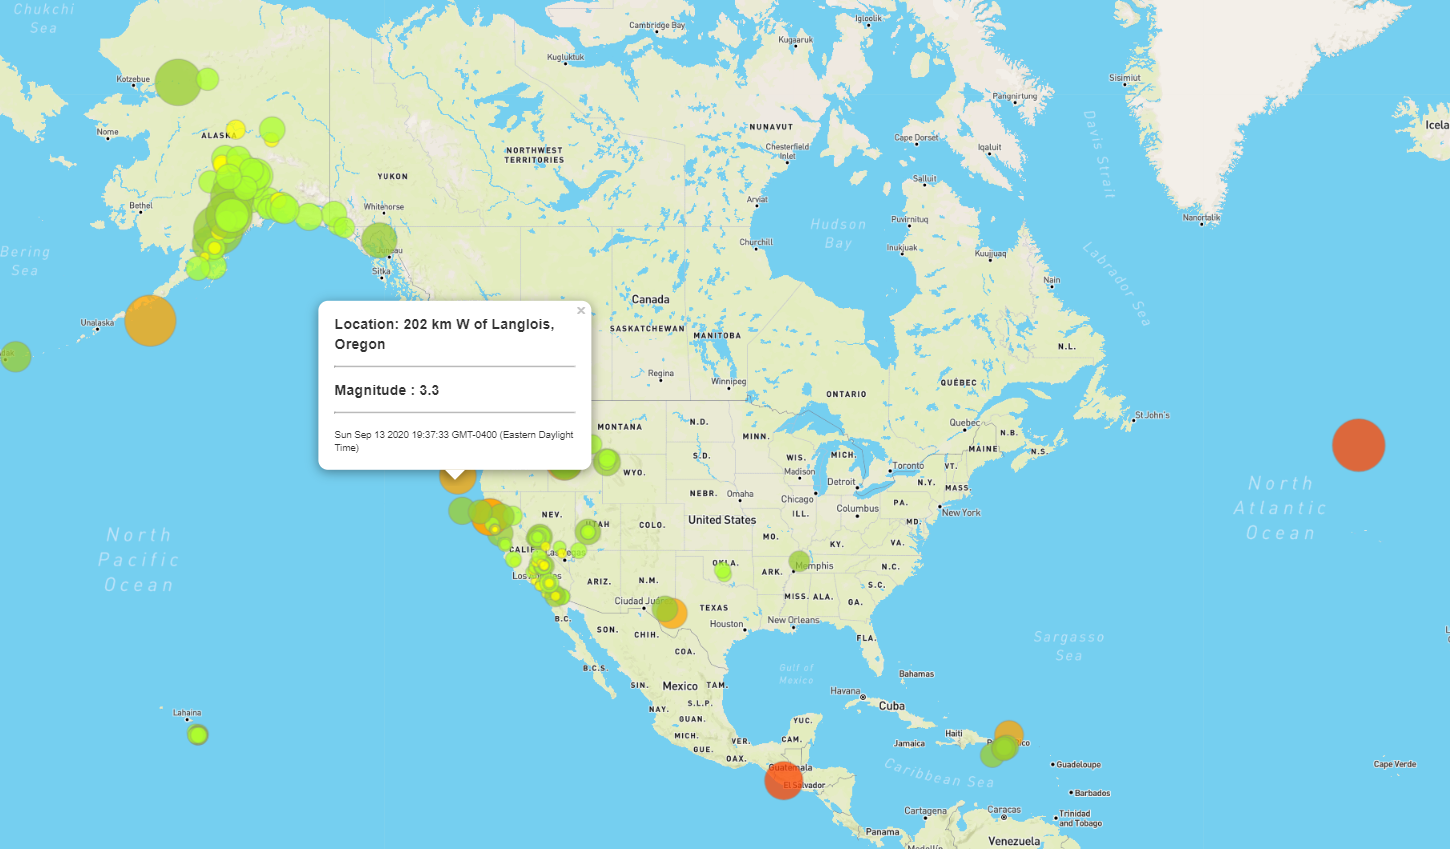 Chukchi
Sea
Cambridge Bay
Igloolik
Kugaaruk
Kugluktuk
Kotzebue
Sisimiut
Pangnirtung
Nome
ALASKA
NUNAVUT
Davis Strait
Icela
Cape Dorset
Iqaluit
NORTHWEST
TERRITORIES
Chesterfield
Inlet
YUKON
Salluit
Bethel
Whitehorse
Arviat
Puvirnituq
Nanortalik
Hudson
Bay
Churchill
Inukjuak
Kuujjuaq
Bering
Sea
Sitka
Labrador Sea
Nain
Canada
Unalaska
SASKATCHEWAN
MANITOBA
N.L.
Location: 202 km W of Langlois,
Oregon
Magnitude : 3.3
Sun Sep 13 2020 19:37:33 GMT-0400 (Eastern Daylight
Time)
×
Regina
Winnipeg
QUÉBEC
ONTARIO
St John's
MONTANA
N.D.
MINN.
Quebec
N.B.
MAINE
N.S.
WYO.
S.D.
WIS.
MICH.
Madison
Toronto
VT.
Detroit
N.Y.
MASS.
North
Atlantic
Ocean
NEBR.
Omaha
Chicago
PA.
New York
NEV.
UTAH
COLO.
United States
ILL.
Columbus
MD.
North
Pacific
Ocean
MO.
KY.
VA.
CALIF.
Las Vegas
OKLA.
ARK.
Memphis
N.C.
Los Angeles
ARIZ.
N.M.
S.C.
Ciudad Juárez
TEXAS
MISS.
ALA.
GA.
B.C.
SON.
CHIH.
Houston
New Orleans
FLA.
Sargasso
Sea
COA.
B.C.S.
Gulf of
Mexico
Bahamas
SIN.
Mexico
TAM.
Havana
Cuba
NAY.
S.L.P.
Lahaina
GUAN.
YUC.
MICH.
VER.
CAM.
Haiti
Jamaica
GUE.
OAX.
Guatemala
Guadeloupe
Cape Verde
El Salvador
Caribbean Sea
Barbados
Cartagena
Caracas
Trinidad
and Tobago
Panama
Venezuela